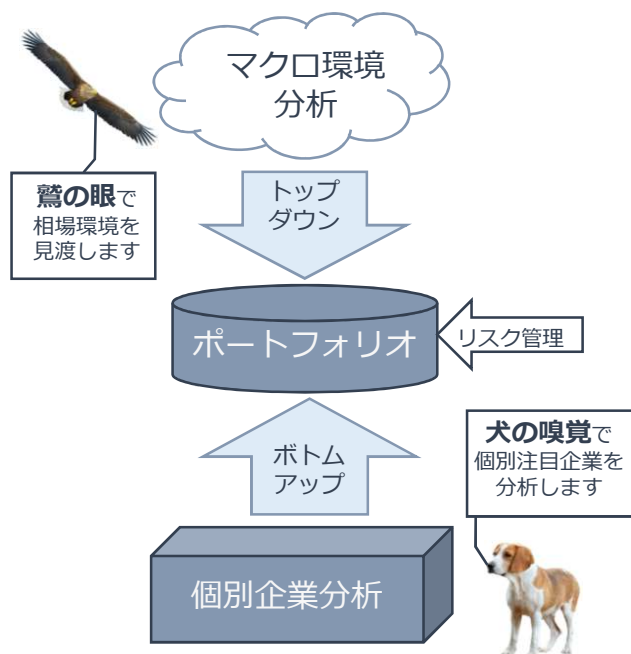 マクロ環境
分析
鷲の眼で
相場環境を
見渡します
トップ
ダウン
ポートフォリオ
リスク管理
ボトム
アップ
犬の嗅覚で
個別注目企業を
分析します
個別企業分析